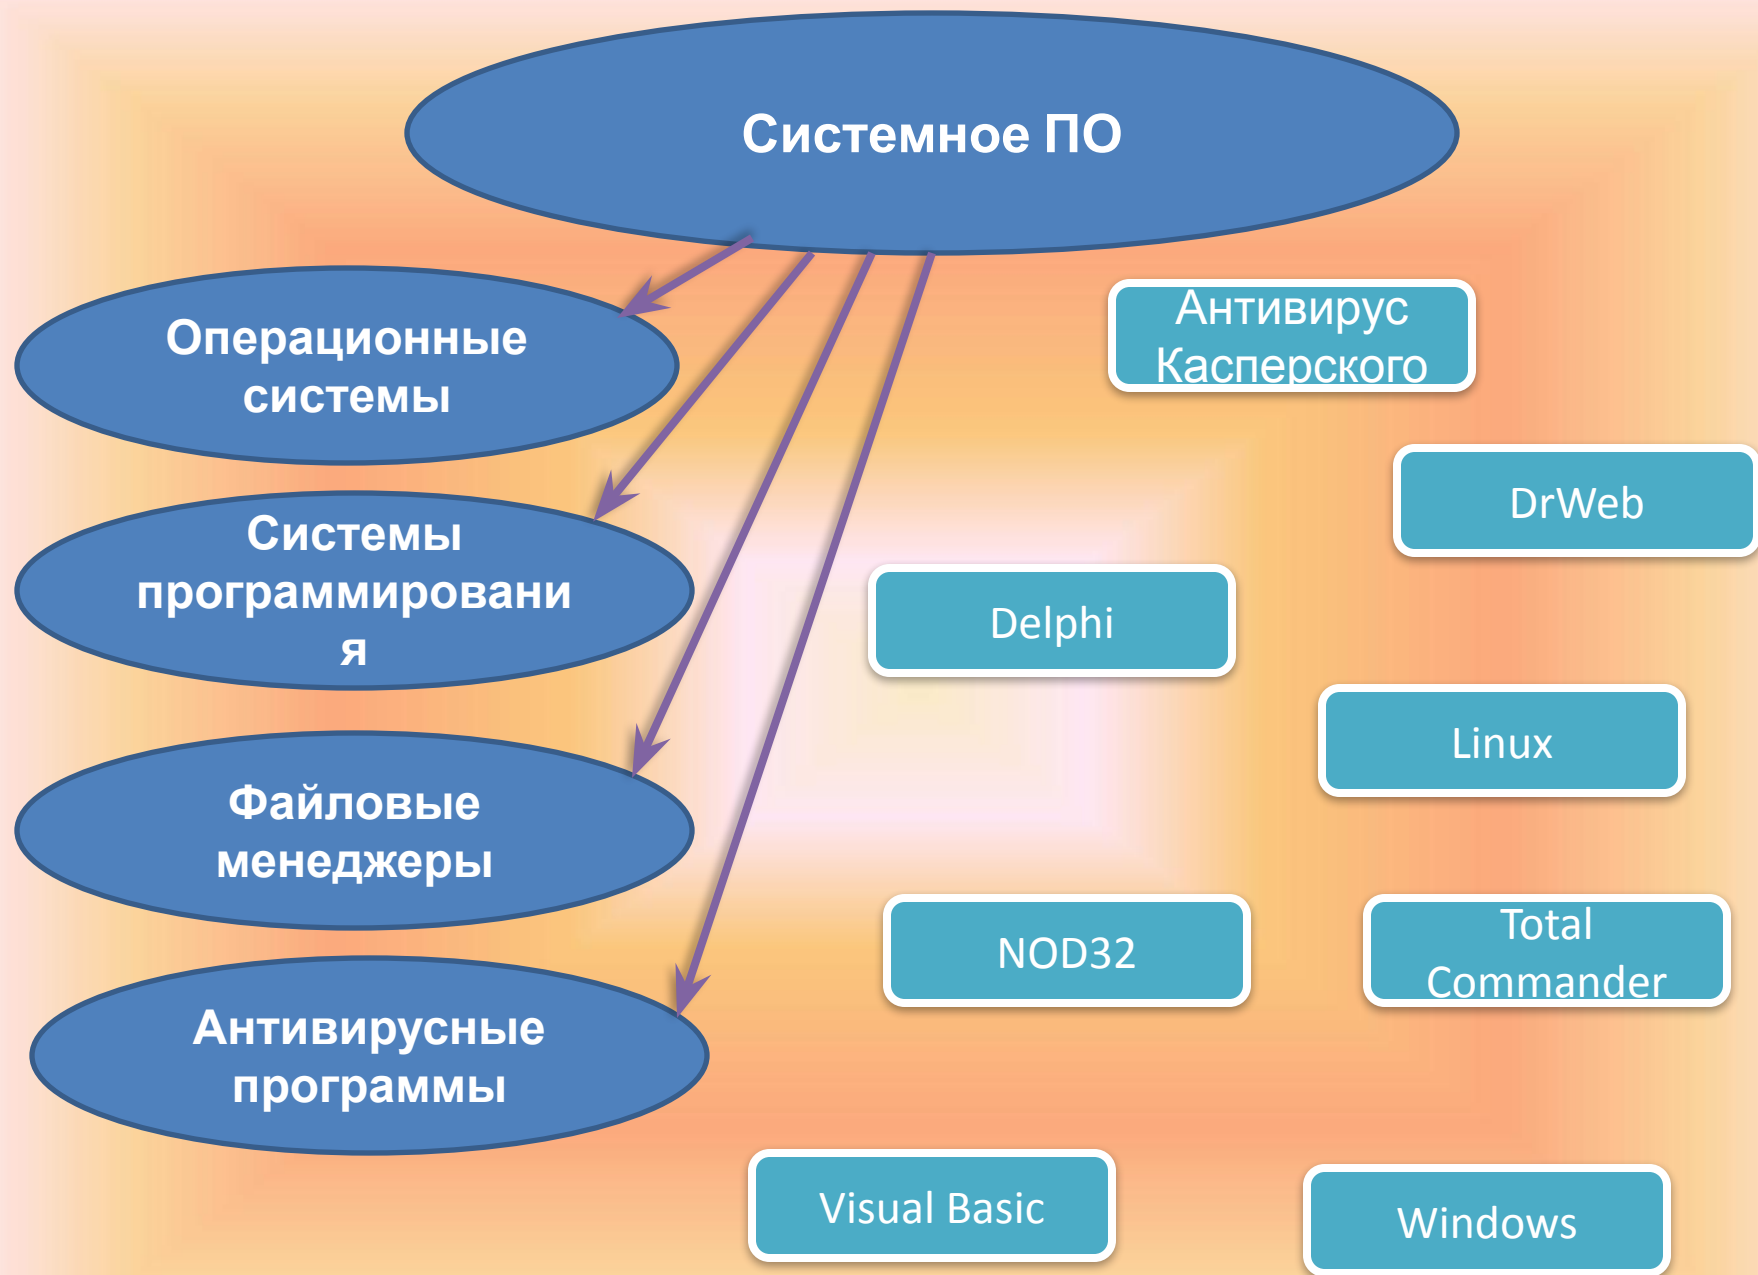 Системное ПО
Операционные
системы
Системы
программировани
я
Файловые
менеджеры
Антивирусные
программы
Антивирус
Касперского
DrWeb
Delphi
Linux
NOD32
Total
Commander
Visual Basic
Windows